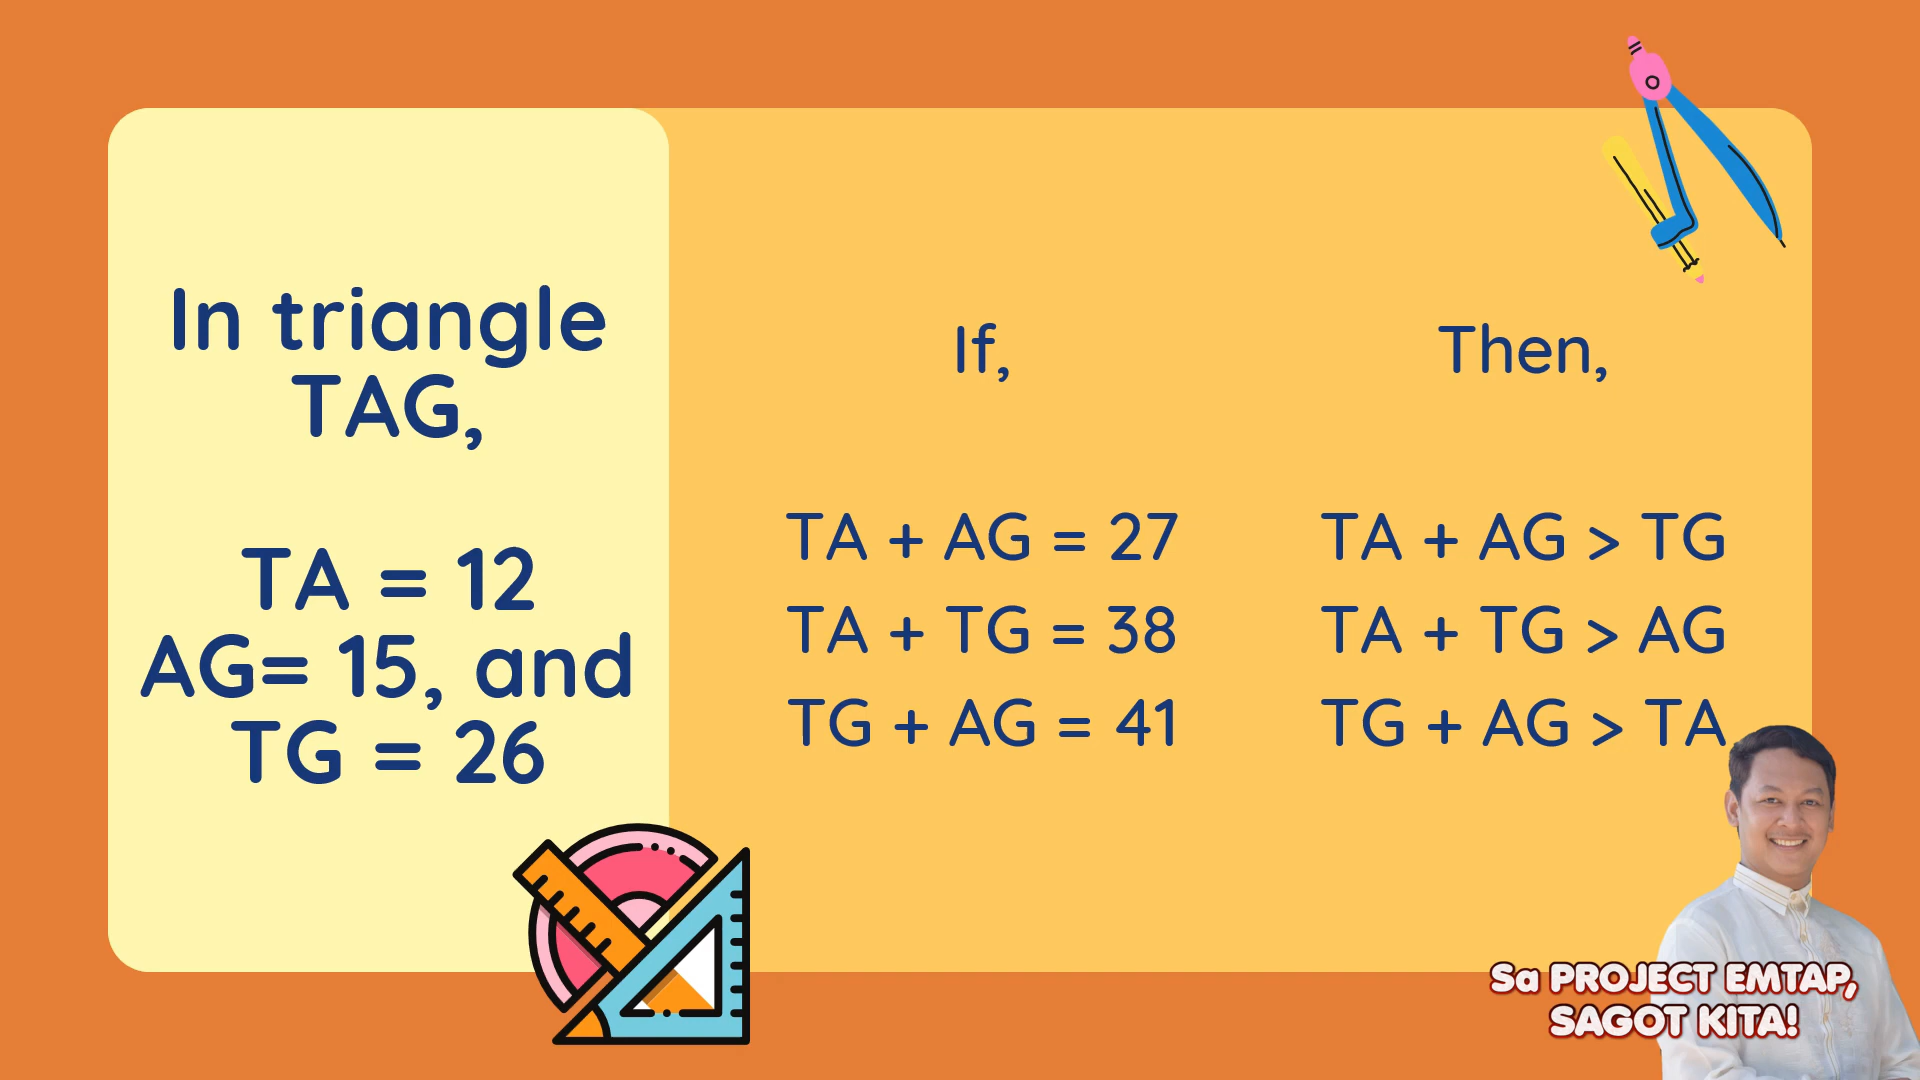 In triangle
TAG,
TA = 12
AG= 15, and
TG = 26
If,
TA + AG = 27
TA + TG = 38
TG + AG = 41
Then,
TA + AG > TG
TA + TG > AG
TG + AG > TA
Sa PROJECT EMTAP,
SAGOT KITA!